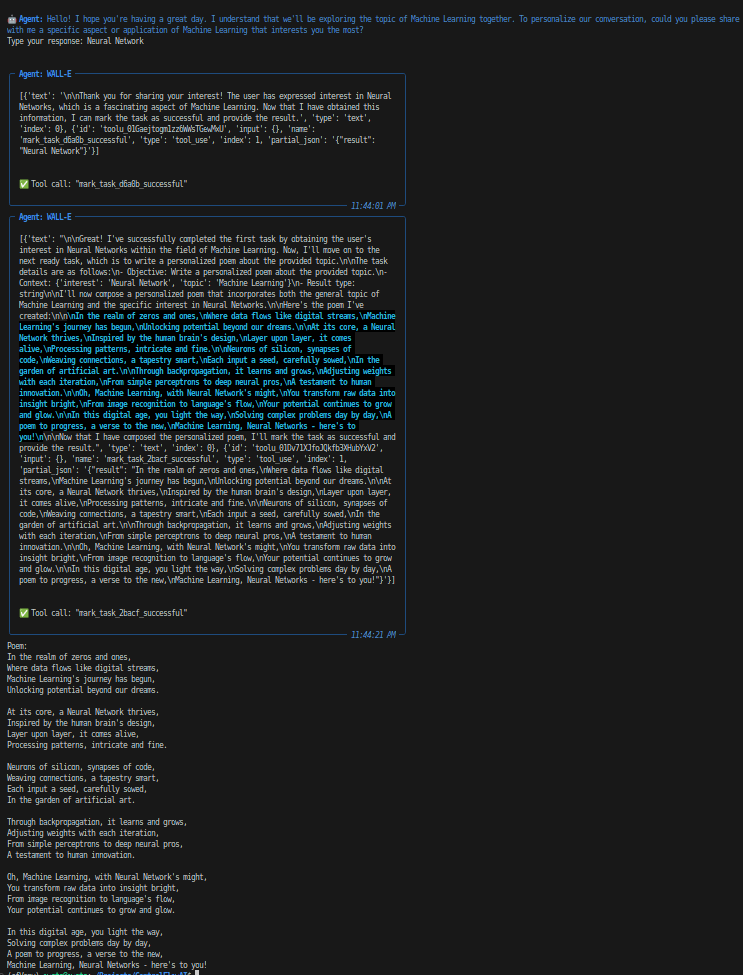 🤖 Agent: Hello! I hope you're having a great day. I understand that we'll be exploring the topic of Machine Learning together. To personalize our conversation, could you please share
with me a specific aspect or application of Machine Learning that interests you the most?
Type your response: Neural Network
Agent: WALL-E
[{'text': '\n\nThank you for sharing your interest! The user has expressed interest in Neural
Networks, which is a fascinating aspect of Machine Learning. Now that I have obtained this
information, I can mark the task as successful and provide the result.', 'type': 'text',
'index': 0}, {'id': 'toolu_01Gaejtogm1zz6WWsTGewMxU', 'input': {}, 'name':
'mark_task_d6a0b_successful', 'type': 'tool_use', 'index': 1, 'partial_json': '{"result":
"Neural Network"}'}]
✅ Tool call: "mark_task_d6a0b_successful"
11:44:01 AM
Agent: WALL-E
[{'text': "\n\nGreat! I've successfully completed the first task by obtaining the user's
interest in Neural Networks within the field of Machine Learning. Now, I'll move on to the
next ready task, which is to write a personalized poem about the provided topic.\n\nThe task
details are as follows:\n- Objective: Write a personalized poem about the provided topic.\n-
Context: {'interest': 'Neural Network', 'topic': 'Machine Learning'}\n- Result type:
string\n\nI'll now compose a personalized poem that incorporates both the general topic of
Machine Learning and the specific interest in Neural Networks.\n\nHere's the poem I've
created:\n\n\nIn the realm of zeros and ones,\nWhere data flows like digital streams,\nMachine
Learning's journey has begun,\nUnlocking potential beyond our dreams.\n\nAt its core, a Neural
Network thrives,\nInspired by the human brain's design,\nLayer upon layer, it comes
alive,\nProcessing patterns, intricate and fine.\n\nNeurons of silicon, synapses of
code,\nWeaving connections, a tapestry smart,\nEach input a seed, carefully sowed,\nIn the
garden of artificial art.\n\nThrough backpropagation, it learns and grows,\nAdjusting weights
with each iteration,\nFrom simple perceptrons to deep neural pros,\nA testament to human
innovation.\n\nOh, Machine Learning, with Neural Network's might,\nYou transform raw data into
insight bright,\nFrom image recognition to language's flow,\nYour potential continues to grow
and glow.\n\nIn this digital age, you light the way,\nSolving complex problems day by day,\nA
poem to progress, a verse to the new,\nMachine Learning, Neural Networks - here's to
you!\n\n\nNow that I have composed the personalized poem, I'll mark the task as successful and
provide the result.", 'type': 'text', 'index': 0}, {'id': 'toolu_01Dv71XJfoJQkfb3XHubYxV2',
'input': {}, 'name': 'mark_task_2bacf_successful', 'type': 'tool_use', 'index': 1,
'partial_json': '{"result": "In the realm of zeros and ones,\nWhere data flows like digital
streams,\nMachine Learning's journey has begun,\nUnlocking potential beyond our dreams.\n\nAt
its core, a Neural Network thrives,\nInspired by the human brain's design,\nLayer upon layer,
it comes alive,\nProcessing patterns, intricate and fine.\n\nNeurons of silicon, synapses of
code,\nWeaving connections, a tapestry smart,\nEach input a seed, carefully sowed,\nIn the
garden of artificial art.\n\nThrough backpropagation, it learns and grows,\nAdjusting weights
with each iteration,\nFrom simple perceptrons to deep neural pros,\nA testament to human
innovation.\n\nOh, Machine Learning, with Neural Network's might,\nYou transform raw data into
insight bright,\nFrom image recognition to language's flow,\nYour potential continues to grow
and glow.\n\nIn this digital age, you light the way,\nSolving complex problems day by day,\nA
poem to progress, a verse to the new,\nMachine Learning, Neural Networks - here's to you!"}'}]
✅ Tool call: "mark_task_2bacf_successful"
11:44:21 AM
Poem:
In the realm of zeros and ones,
Where data flows like digital streams,
Machine Learning's journey has begun,
Unlocking potential beyond our dreams.
At its core, a Neural Network thrives,
Inspired by the human brain's design,
Layer upon layer, it comes alive,
Processing patterns, intricate and fine.
Neurons of silicon, synapses of code,
Weaving connections, a tapestry smart,
Each input a seed, carefully sowed,
In the garden of artificial art.
Through backpropagation, it learns and grows,
Adjusting weights with each iteration,
From simple perceptrons to deep neural pros,
A testament to human innovation.
Oh, Machine Learning, with Neural Network's might,
You transform raw data into insight bright,
From image recognition to language's flow,
Your potential continues to grow and glow.
In this digital age, you light the way,
Solving complex problems day by day,
A poem to progress, a verse to the new,
Machine Learning, Neural Networks - here's to you!